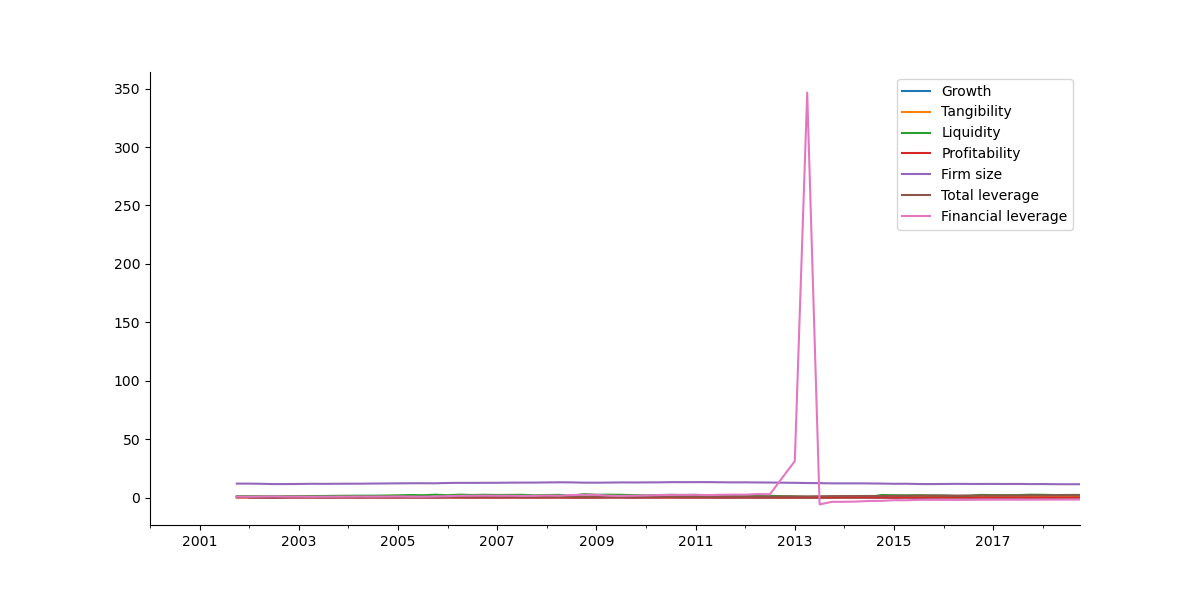 350
300
250
200
150
100
50
0
2001 2003 2005 2007 2009 2011 2013 2015 2017
Growth
Tangibility
Liquidity
Profitability
Firm size
Total leverage
Financial leverage